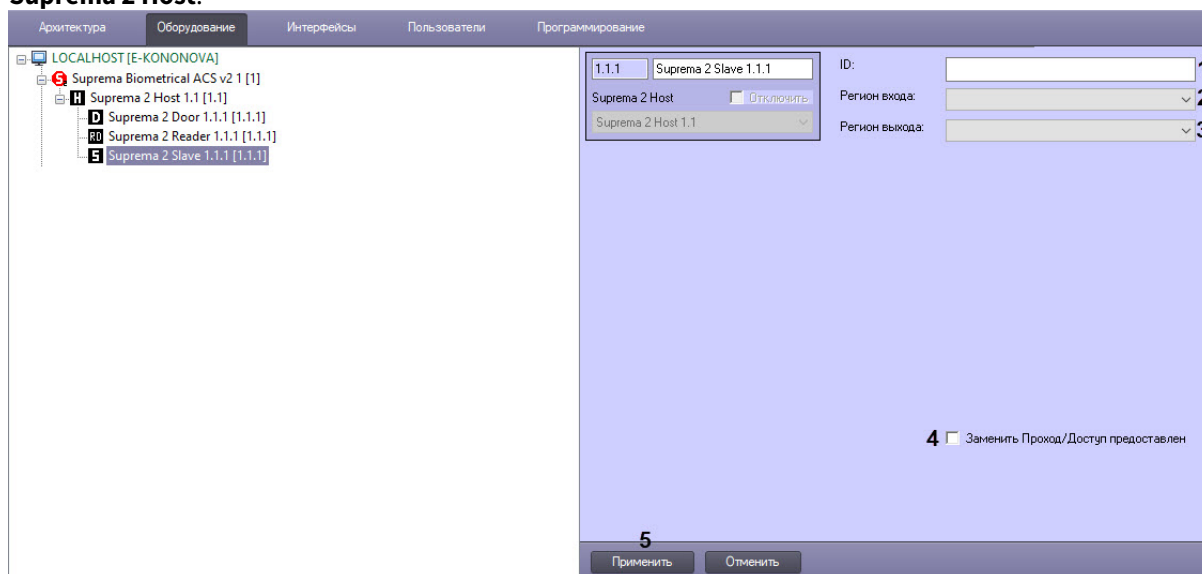 Suprema 2 Host.
Архитектура Оборудование Интерфейсы Пользователи Программирование
LOCALHOST [E-KONONOVA]
Suprema Biometrical ACS v2 1 [1]
H Suprema 2 Host 1.1 [1.1]
D Suprema 2 Door 1.1.1 [1.1.1]
RD Suprema 2 Reader 1.1.1 [1.1.1]
S Suprema 2 Slave 1.1.1 [1.1.1]
1.1.1 Suprema 2 Slave 1.1.1
Suprema 2 Host Отключить
Suprema 2 Host 1.1
ID: 1
Регион входа: 2
Регион выхода: 3
4 Заменить Проход/Доступ предоставлен
5
Применить Отменить